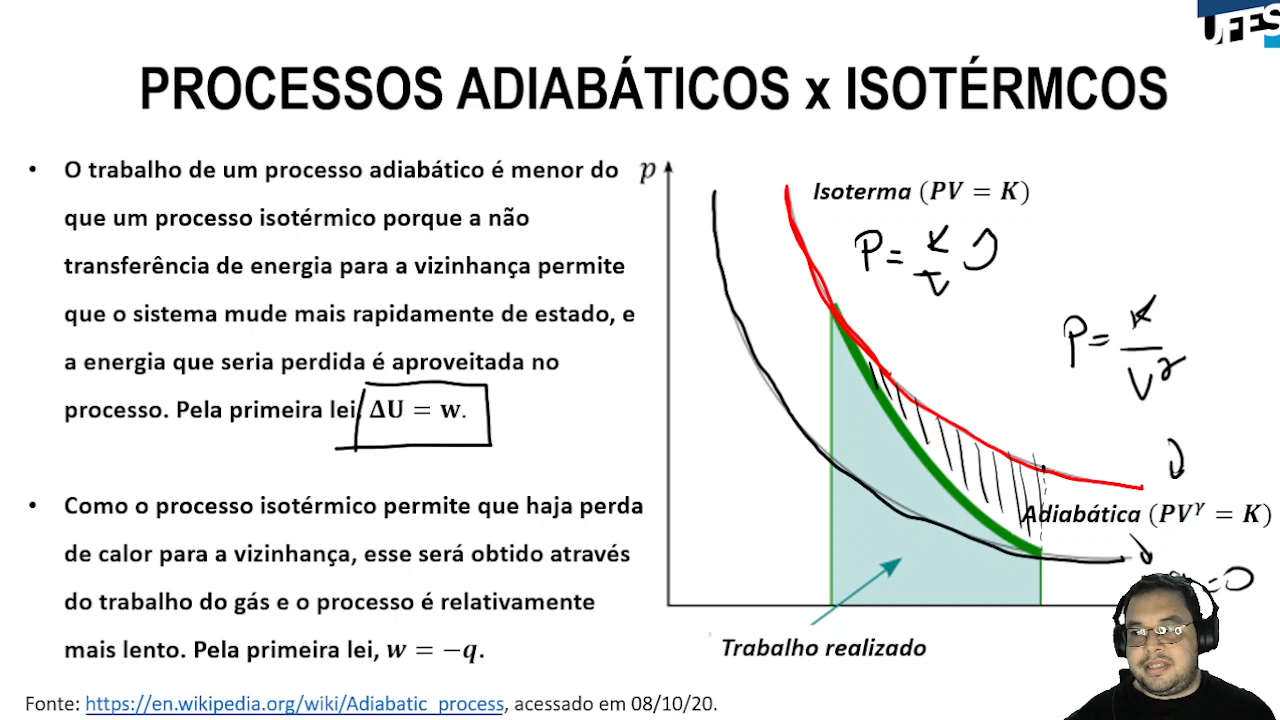 UFES
PROCESSOS ADIABÁTICOS x ISOTÉRMCOS
• O trabalho de um processo adiabático é menor do
que um processo isotérmico porque a não
transferência de energia para a vizinhança permite
que o sistema mude mais rapidamente de estado, e
a energia que seria perdida é aproveitada no
processo. Pela primeira lei, ΔU = w.
• Como o processo isotérmico permite que haja perda
de calor para a vizinhança, esse será obtido através
do trabalho do gás e o processo é relativamente
mais lento. Pela primeira lei, w = −q.
p
Isoterma (PV = K)
P = K/V
P = K/V^γ
Adiabática (PV^γ = K)
=0
Trabalho realizado
Fonte: https://en.wikipedia.org/wiki/Adiabatic_process, acessado em 08/10/20.